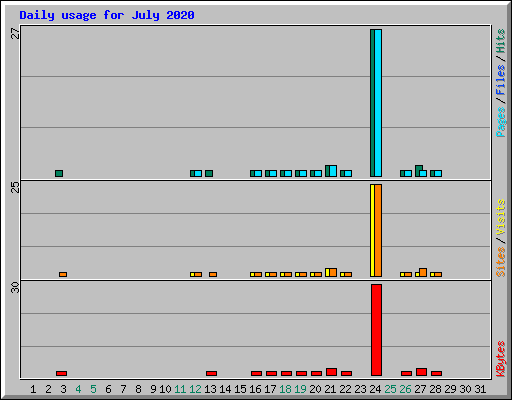 Daily usage for July 2020
27
Pages/Files/Hits
25
Sites/Visits
30
KBytes
1 2 3 4 5 6 7 8 9 10 11 12 13 14 15 16 17 18 19 20 21 22 23 24 25 26 27 28 29 30 31